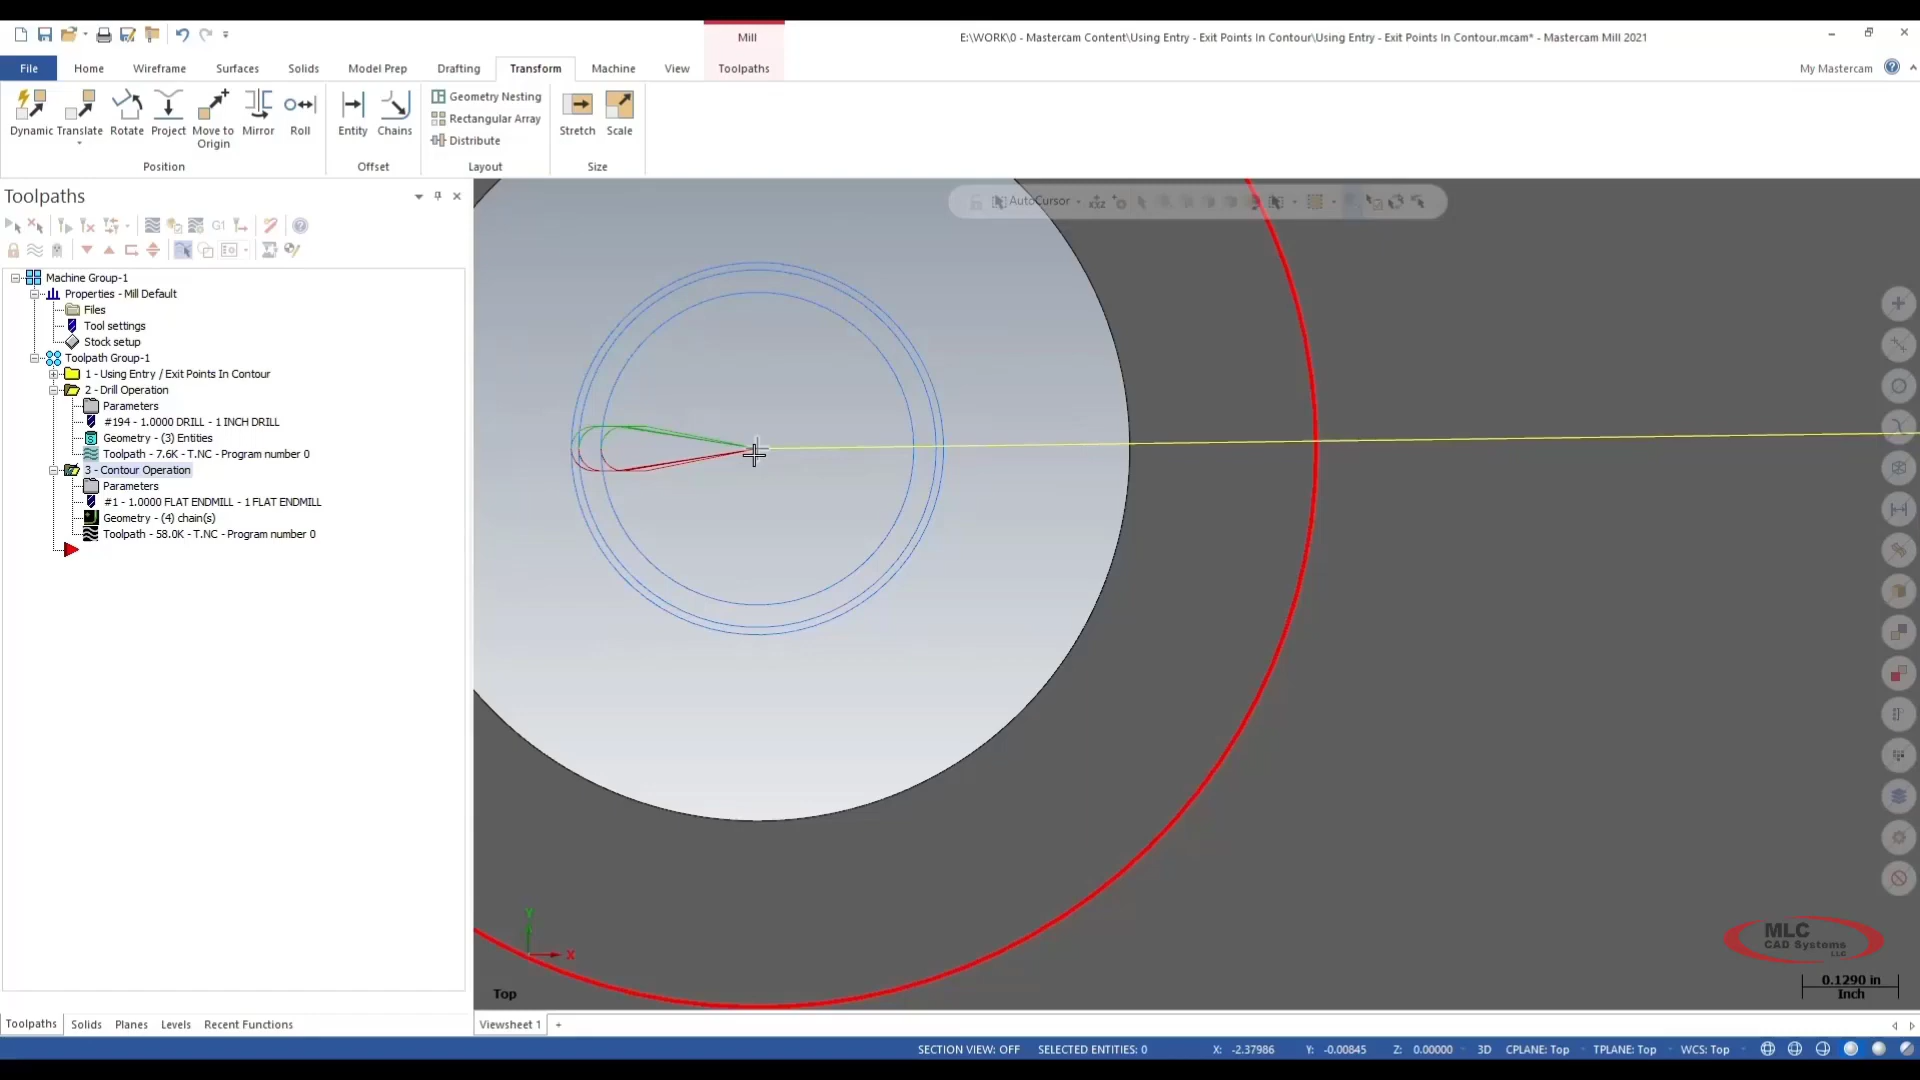 Mill
E:\WORK\0 - Mastercam Content\Using Entry - Exit Points In Contour\Using Entry - Exit Points In Contour.mcam* - Mastercam Mill 2021
File Home Wireframe Surfaces Solids Model Prep Drafting Transform Machine View Toolpaths My Mastercam
Dynamic Translate Rotate Project Move to Origin Mirror Roll
Entity Chains
Geometry Nesting
Rectangular Array
Distribute
Stretch Scale
Position Offset Layout Size
Toolpaths
AutoCursor
G1
Machine Group-1
Properties - Mill Default
Files
Tool settings
Stock setup
Toolpath Group-1
1 - Using Entry / Exit Points In Contour
2 - Drill Operation
Parameters
#194 - 1.0000 DRILL - 1 INCH DRILL
Geometry - (3) Entities
Toolpath - 7.6K - T.NC - Program number 0
3 - Contour Operation
Parameters
#1 - 1.0000 FLAT ENDMILL - 1 FLAT ENDMILL
Geometry - (4) chain(s)
Toolpath - 58.0K - T.NC - Program number 0
Y
X
Top
MLC
CAD Systems
LLC
0.1290 in
Inch
Toolpaths Solids Planes Levels Recent Functions
Viewsheet 1 +
SECTION VIEW: OFF SELECTED ENTITIES: 0 X: -2.37986 Y: -0.00845 Z: 0.00000 3D CPLANE: Top TPLANE: Top WCS: Top